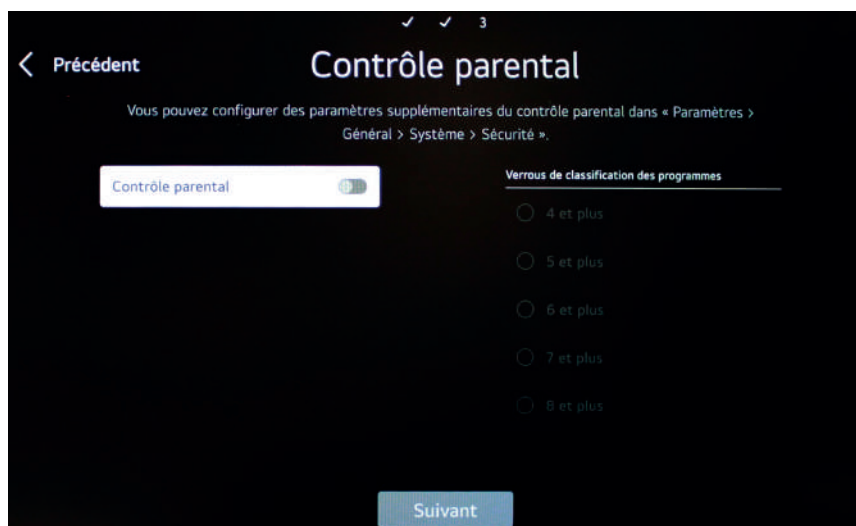 ✓ ✓ 3
Précédent
Contrôle parental
Vous pouvez configurer des paramètres supplémentaires du contrôle parental dans « Paramètres >
Général > Système > Sécurité ».
Contrôle parental
Verrous de classification des programmes
4 et plus
5 et plus
6 et plus
7 et plus
8 et plus
Suivant